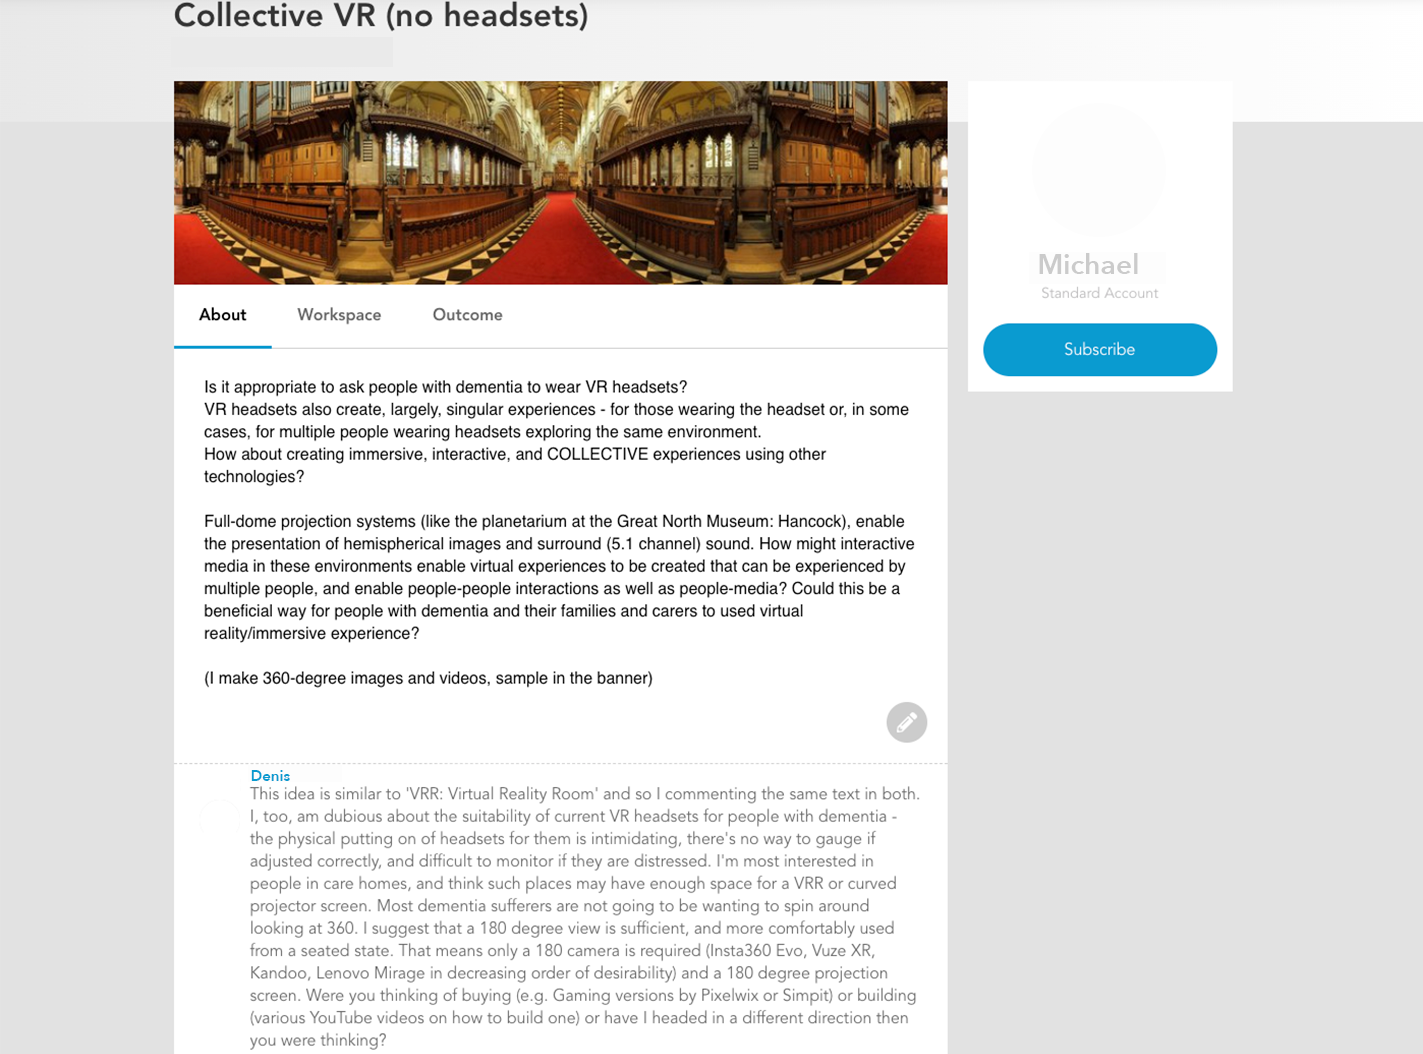 Collective VR (no headsets)
Michael
Standard Account
Subscribe
About
Workspace
Outcome
Is it appropriate to ask people with dementia to wear VR headsets?
VR headsets also create, largely, singular experiences - for those wearing the headset or, in some
cases, for multiple people wearing headsets exploring the same environment.
How about creating immersive, interactive, and COLLECTIVE experiences using other
technologies?
Full-dome projection systems (like the planetarium at the Great North Museum: Hancock), enable
the presentation of hemispherical images and surround (5.1 channel) sound. How might interactive
media in these environments enable virtual experiences to be created that can be experienced by
multiple people, and enable people-people interactions as well as people-media? Could this be a
beneficial way for people with dementia and their families and carers to used virtual
reality/immersive experience?
(I make 360-degree images and videos, sample in the banner)
Denis
This idea is similar to 'VRR: Virtual Reality Room' and so I commenting the same text in both.
I, too, am dubious about the suitability of current VR headsets for people with dementia -
the physical putting on of headsets for them is intimidating, there's no way to gauge if
adjusted correctly, and difficult to monitor if they are distressed. I'm most interested in
people in care homes, and think such places may have enough space for a VRR or curved
projector screen. Most dementia sufferers are not going to be wanting to spin around
looking at 360. I suggest that a 180 degree view is sufficient, and more comfortably used
from a seated state. That means only a 180 camera is required (Insta360 Evo, Vuze XR,
Kandoo, Lenovo Mirage in decreasing order of desirability) and a 180 degree projection
screen. Were you thinking of buying (e.g. Gaming versions by Pixelwix or Simpit) or building
(various YouTube videos on how to build one) or have I headed in a different direction then
you were thinking?